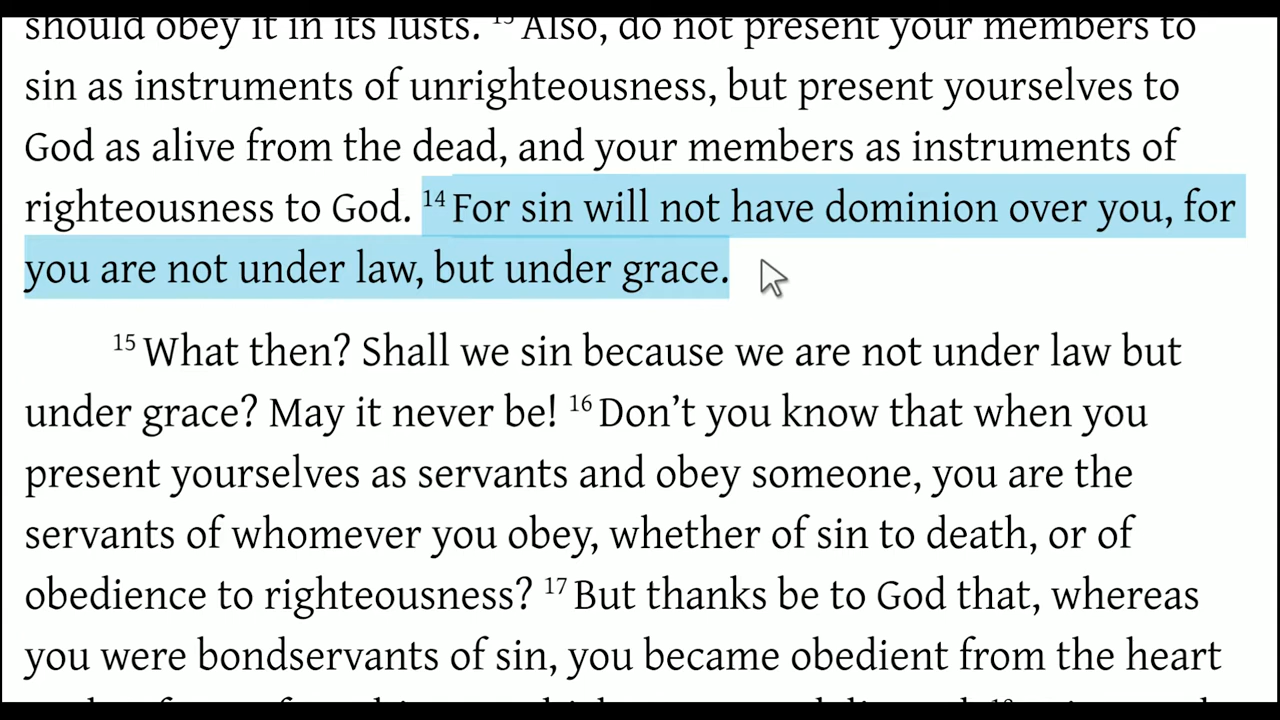 should obey it in its lusts. 13 Also, do not present your members to
sin as instruments of unrighteousness, but present yourselves to
God as alive from the dead, and your members as instruments of
righteousness to God. 14 For sin will not have dominion over you, for
you are not under law, but under grace.
15 What then? Shall we sin because we are not under law but
under grace? May it never be! 16 Don’t you know that when you
present yourselves as servants and obey someone, you are the
servants of whomever you obey, whether of sin to death, or of
obedience to righteousness? 17 But thanks be to God that, whereas
you were bondservants of sin, you became obedient from the heart